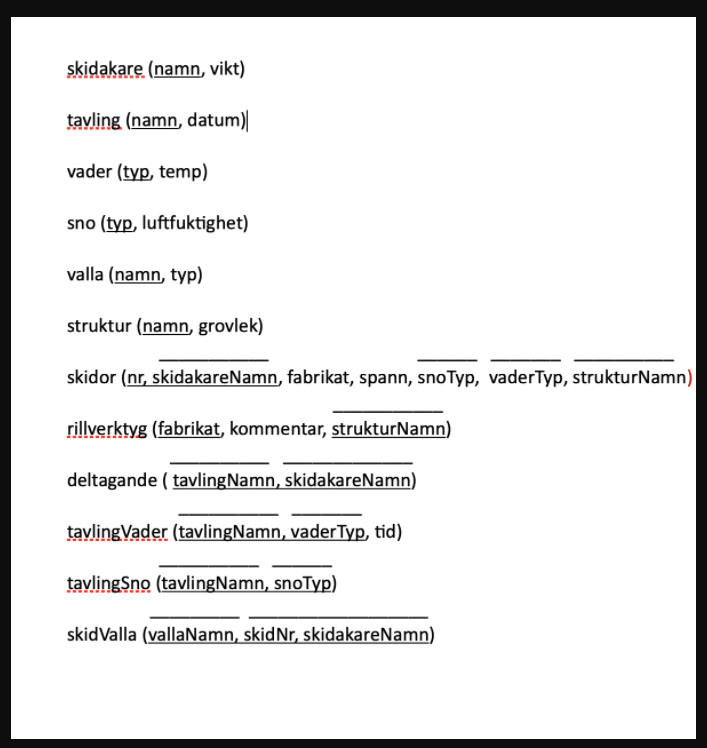 skidakare (namn, vikt)
tavling (namn, datum)
vader (typ, temp)
sno (typ, luftfuktighet)
valla (namn, typ)
struktur (namn, grovlek)
skidor (nr, skidakareNamn, fabrikat, spann, snoTyp, vaderTyp, strukturNamn)
rillverktyg (fabrikat, kommentar, strukturNamn)
deltagande ( tavlingNamn, skidakareNamn)
tavlingVader (tavlingNamn, vaderTyp, tid)
tavlingSno (tavlingNamn, snoTyp)
skidValla (vallaNamn, skidNr, skidakareNamn)